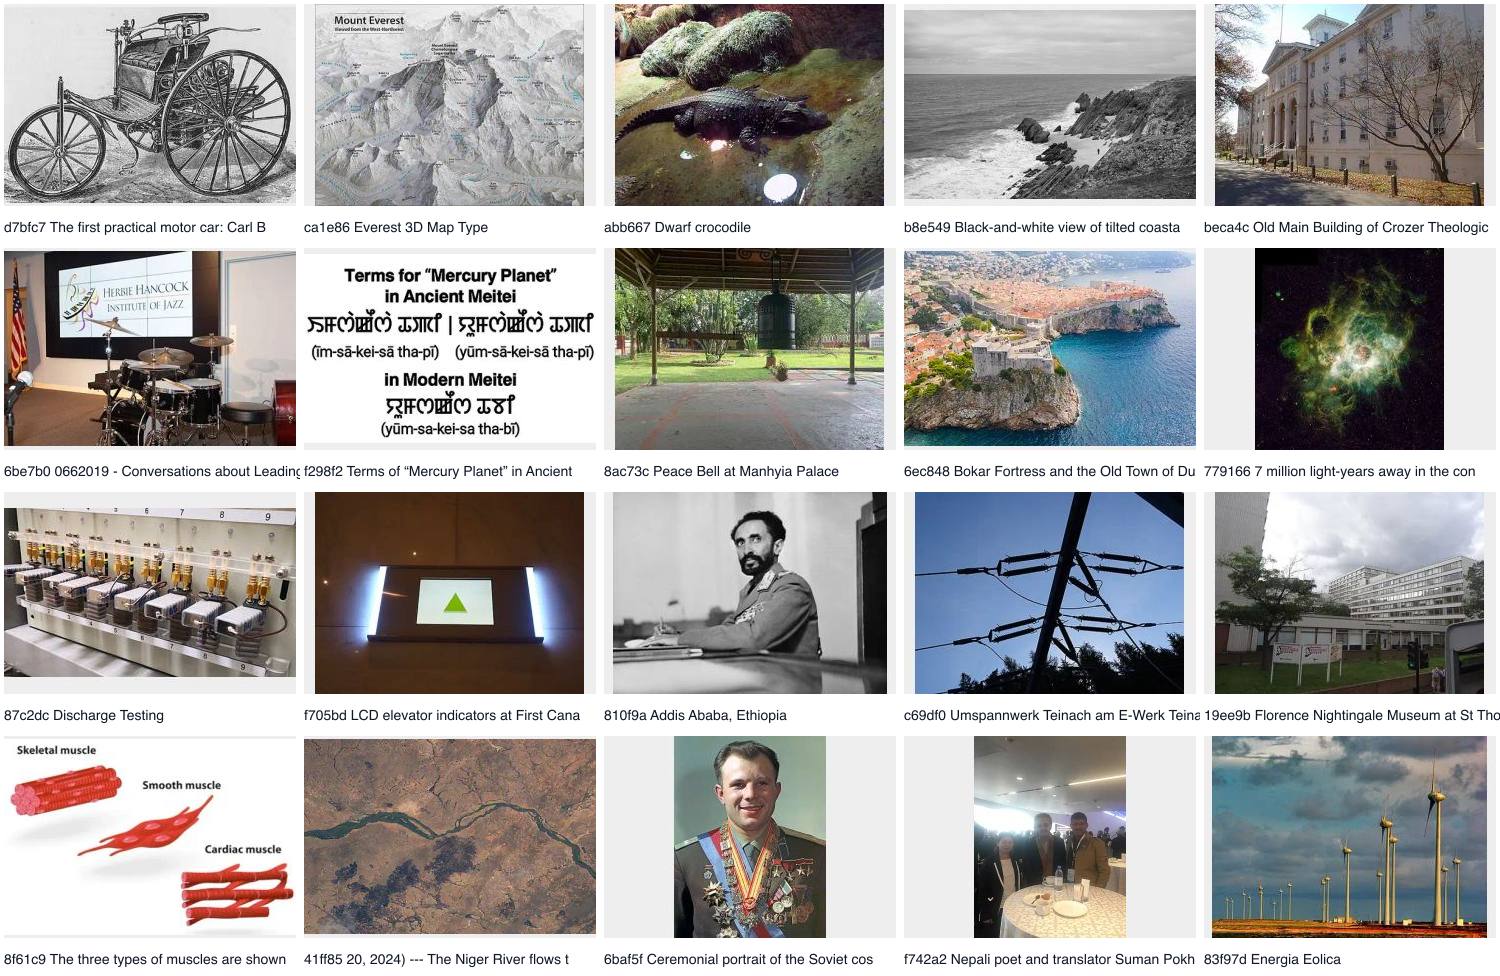 Mount Everest
Viewed from the West-Northwest
d7bfc7 The first practical motor car: Carl B
ca1e86 Everest 3D Map Type
abb667 Dwarf crocodile
b8e549 Black-and-white view of tilted coasta
beca4c Old Main Building of Crozer Theologic
HERBIE HANCOCK
INSTITUTE OF JAZZ
Terms for “Mercury Planet”
in Ancient Meitei
(īm-sā-kei-sā tha-pī) (yūm-sā-kei-sā tha-pī)
in Modern Meitei
(yūm-sa-kei-sa tha-bī)
6be7b0 0662019 - Conversations about Leading
f298f2 Terms of “Mercury Planet” in Ancient
8ac73c Peace Bell at Manhyia Palace
6ec848 Bokar Fortress and the Old Town of Du
779166 7 million light-years away in the con
87c2dc Discharge Testing
f705bd LCD elevator indicators at First Cana
810f9a Addis Ababa, Ethiopia
c69df0 Umspannwerk Teinach am E-Werk Teina
19ee9b Florence Nightingale Museum at St Tho
Skeletal muscle
Smooth muscle
Cardiac muscle
8f61c9 The three types of muscles are shown
41ff85 20, 2024) --- The Niger River flows t
6baf5f Ceremonial portrait of the Soviet cos
f742a2 Nepali poet and translator Suman Pokh
83f97d Energia Eolica